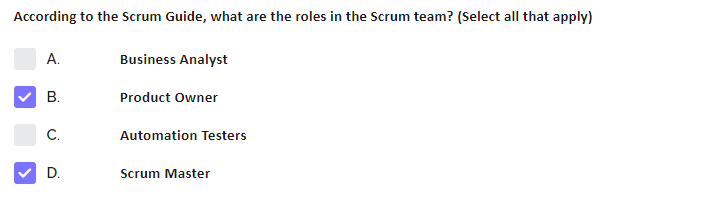 According to the Scrum Guide, what are the roles in the Scrum team? (Select all that apply)
A. Business Analyst
B. Product Owner
C. Automation Testers
D. Scrum Master